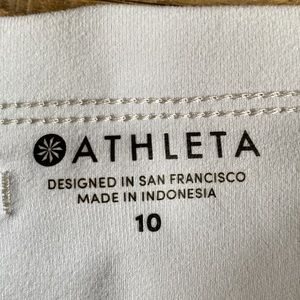 ATHLETA
DESIGNED IN SAN FRANCISCO
MADE IN INDONESIA
10